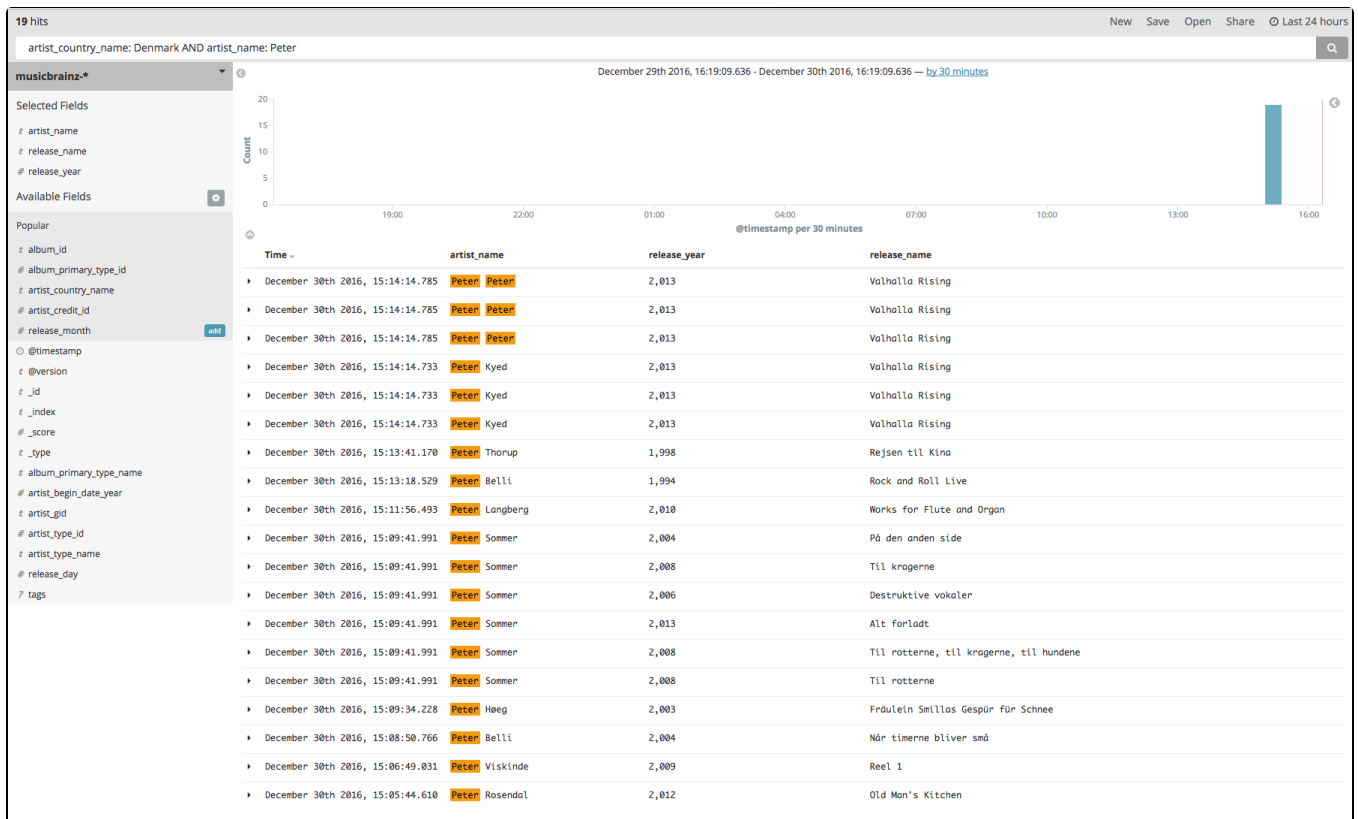 19 hits New Save Open Share Last 24 hours
artist_country_name: Denmark AND artist_name: Peter
musicbrainz-*
Selected Fields
t artist_name
t release_name
# release_year
Available Fields
Popular
t album_id
# album_primary_type_id
t artist_country_name
# artist_credit_id
# release_month add
@timestamp
t @version
t _id
t _index
# _score
t _type
t album_primary_type_name
# artist_begin_date_year
t artist_gid
# artist_type_id
t artist_type_name
# release_day
? tags
December 29th 2016, 16:19:09.636 - December 30th 2016, 16:19:09.636 — by 30 minutes
Count
20
15
10
5
0
19:00 22:00 01:00 04:00 07:00 10:00 13:00 16:00
@timestamp per 30 minutes
Time artist_name release_year release_name
December 30th 2016, 15:14:14.785 Peter Peter 2,013 Valhalla Rising
December 30th 2016, 15:14:14.785 Peter Peter 2,013 Valhalla Rising
December 30th 2016, 15:14:14.785 Peter Peter 2,013 Valhalla Rising
December 30th 2016, 15:14:14.733 Peter Kyed 2,013 Valhalla Rising
December 30th 2016, 15:14:14.733 Peter Kyed 2,013 Valhalla Rising
December 30th 2016, 15:14:14.733 Peter Kyed 2,013 Valhalla Rising
December 30th 2016, 15:13:41.170 Peter Thorup 1,998 Rejsen til Kina
December 30th 2016, 15:13:18.529 Peter Belli 1,994 Rock and Roll Live
December 30th 2016, 15:11:56.493 Peter Langberg 2,010 Works for Flute and Organ
December 30th 2016, 15:09:41.991 Peter Sommer 2,004 På den anden side
December 30th 2016, 15:09:41.991 Peter Sommer 2,008 Til kragerne
December 30th 2016, 15:09:41.991 Peter Sommer 2,006 Destruktive vokaler
December 30th 2016, 15:09:41.991 Peter Sommer 2,013 Alt forladt
December 30th 2016, 15:09:41.991 Peter Sommer 2,008 Til rotterne, til kragerne, til hundene
December 30th 2016, 15:09:41.991 Peter Sommer 2,008 Til rotterne
December 30th 2016, 15:09:34.228 Peter Høeg 2,003 Fräulein Smillas Gespür für Schnee
December 30th 2016, 15:08:50.766 Peter Belli 2,004 Når timerne bliver små
December 30th 2016, 15:06:49.031 Peter Viskinde 2,009 Reel 1
December 30th 2016, 15:05:44.610 Peter Rosendal 2,012 Old Man's Kitchen